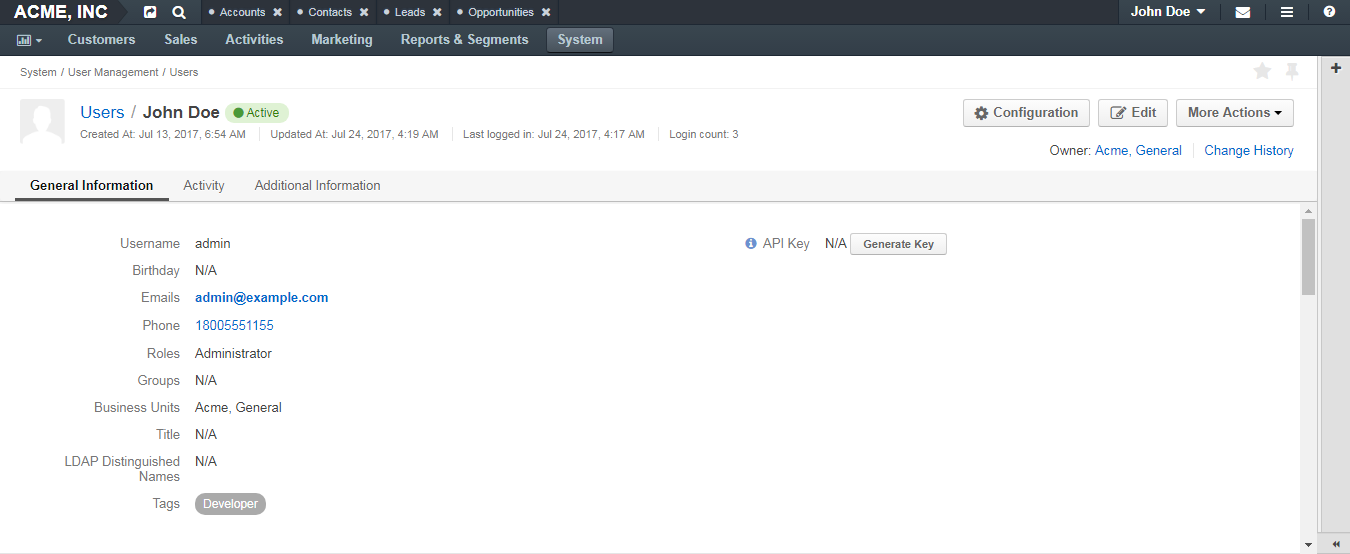 ACME, INC
Accounts Contacts Leads Opportunities
John Doe
Customers Sales Activities Marketing Reports & Segments System
System / User Management / Users
Users / John Doe Active
Created At: Jul 13, 2017, 6:54 AM Updated At: Jul 24, 2017, 4:19 AM Last logged in: Jul 24, 2017, 4:17 AM Login count: 3
Configuration Edit More Actions
Owner: Acme, General Change History
General Information Activity Additional Information
Username admin
API Key N/A Generate Key
Birthday N/A
Emails admin@example.com
Phone 18005551155
Roles Administrator
Groups N/A
Business Units Acme, General
Title N/A
LDAP Distinguished N/A
Names
Tags Developer